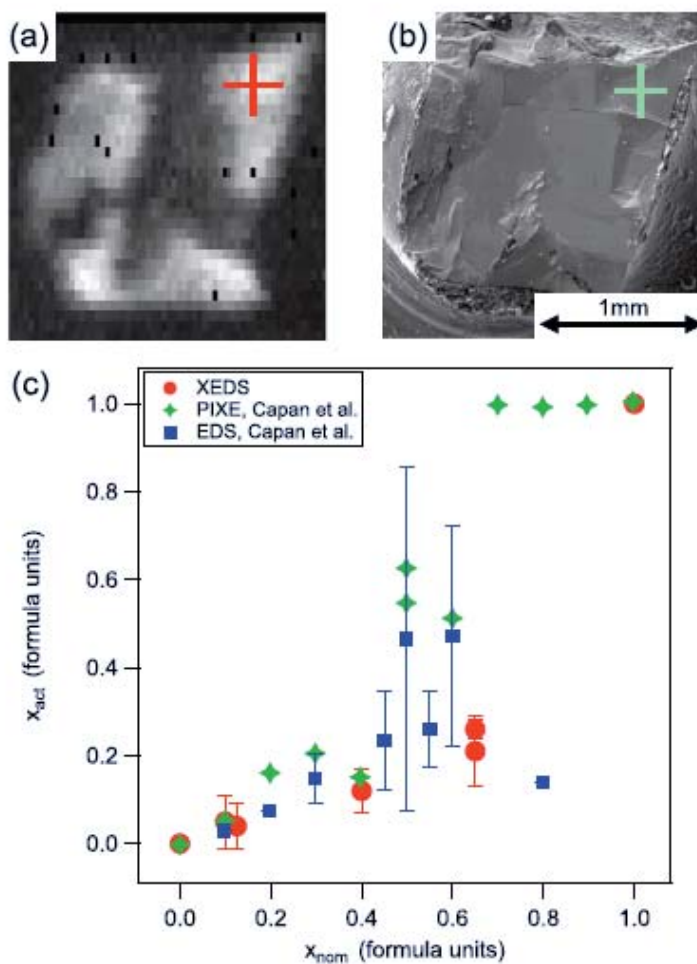 (a)
(b)
1mm
(c)
XEDS
PIXE, Capan et al.
EDS, Capan et al.
1.0
0.8
0.6
0.4
0.2
0.0
x_act (formula units)
0.0 0.2 0.4 0.6 0.8 1.0
x_nom (formula units)